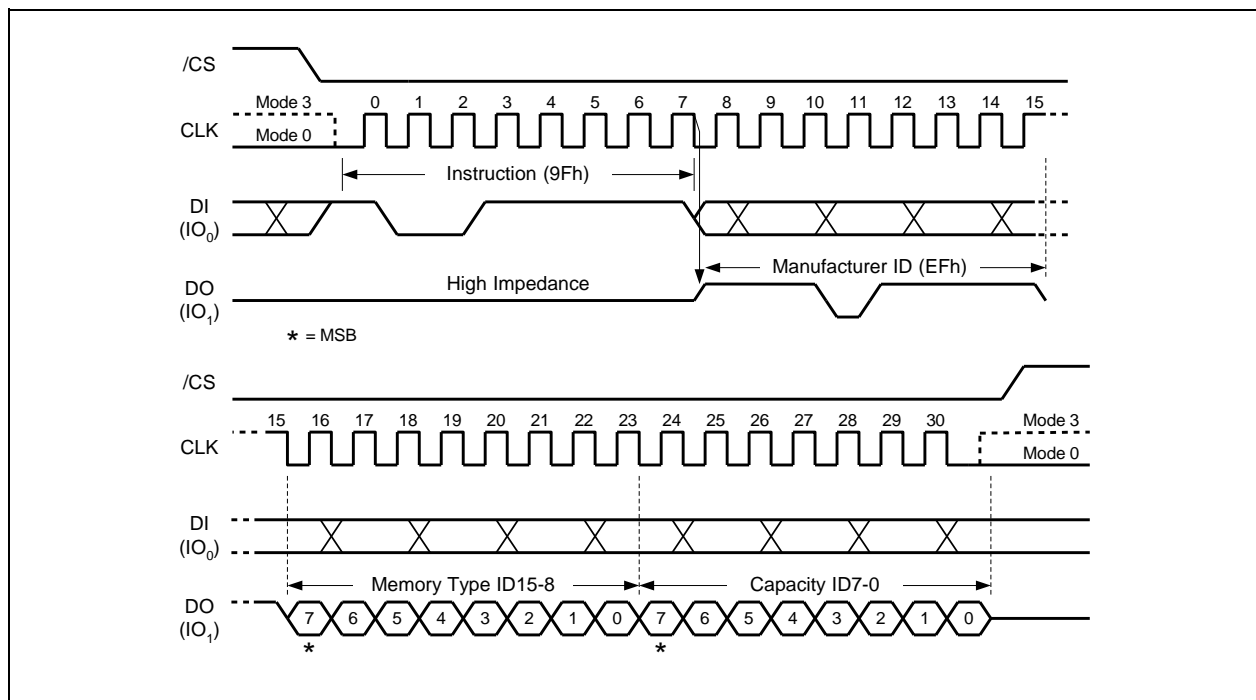 /CS
Mode 3 0 1 2 3 4 5 6 7 8 9 10 11 12 13 14 15
CLK
Mode 0
Instruction (9Fh)
DI
(IO0)
Manufacturer ID (EFh)
High Impedance
DO
(IO1)
* = MSB
/CS
15 16 17 18 19 20 21 22 23 24 25 26 27 28 29 30 Mode 3
CLK
Mode 0
DI
(IO0)
Memory Type ID15-8 Capacity ID7-0
DO
(IO1)
7 6 5 4 3 2 1 0 7 6 5 4 3 2 1 0
* *